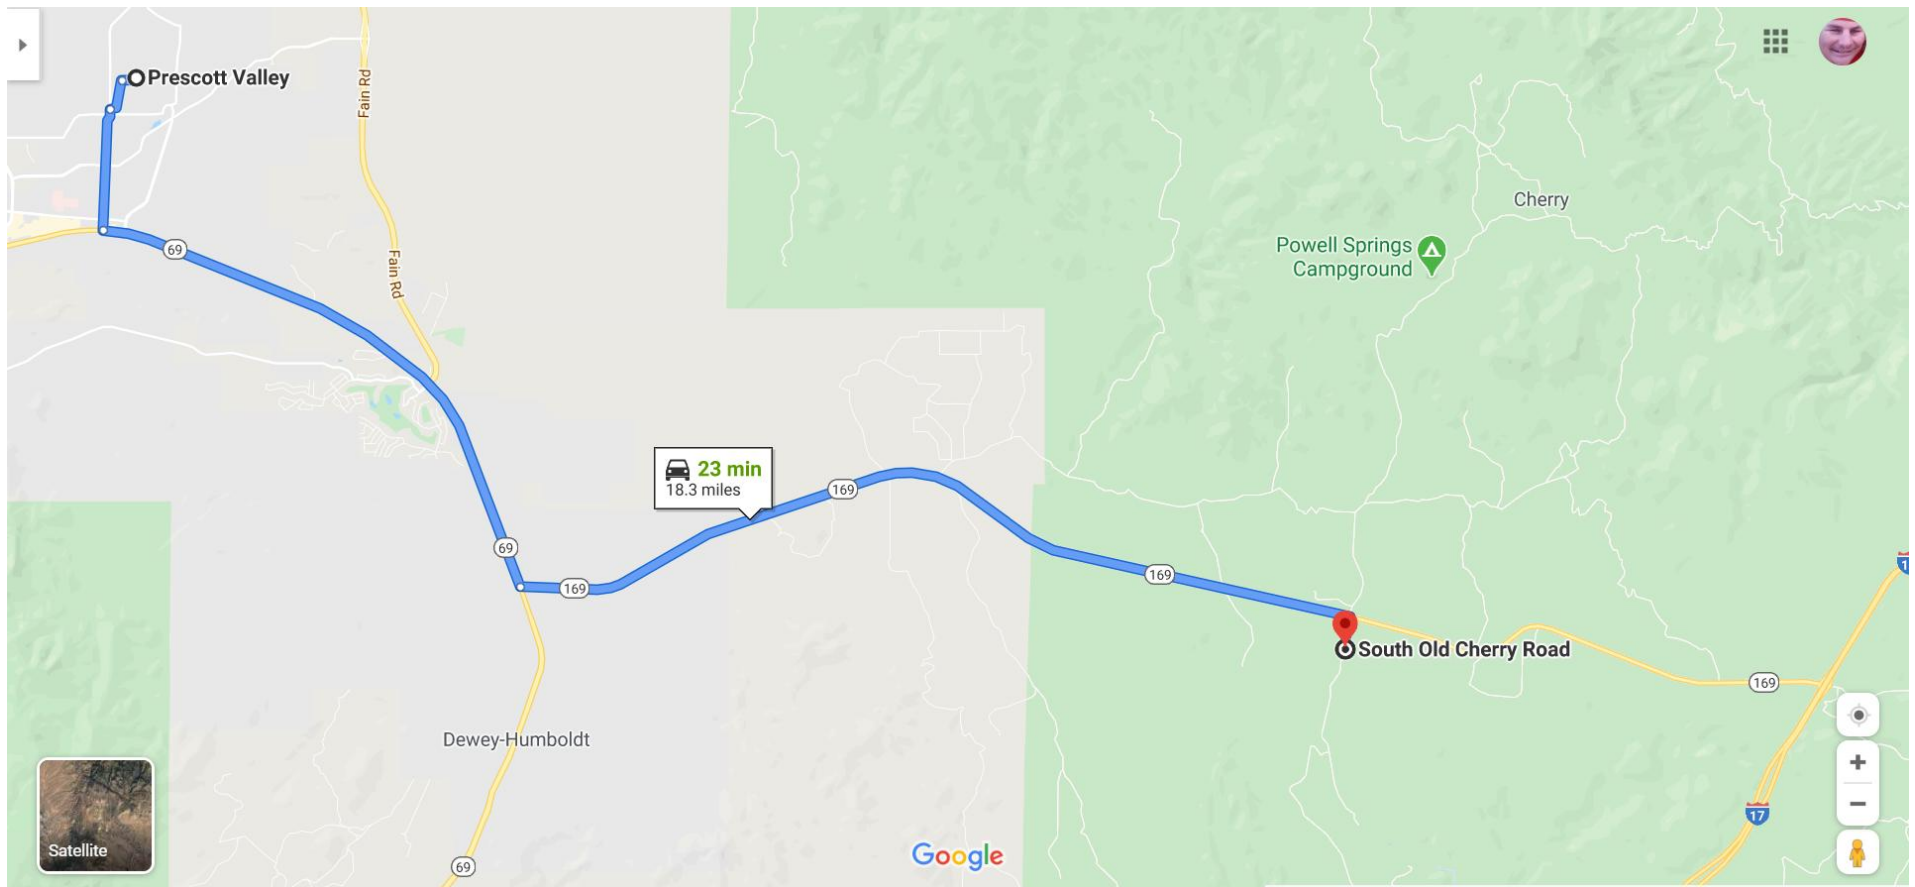 Prescott Valley
Fain Rd
Cherry
69
Powell Springs
Campground
Fain Rd
23 min
18.3 miles
169
69
169
169
1
South Old Cherry Road
169
Dewey-Humboldt
17
Satellite
Google
69